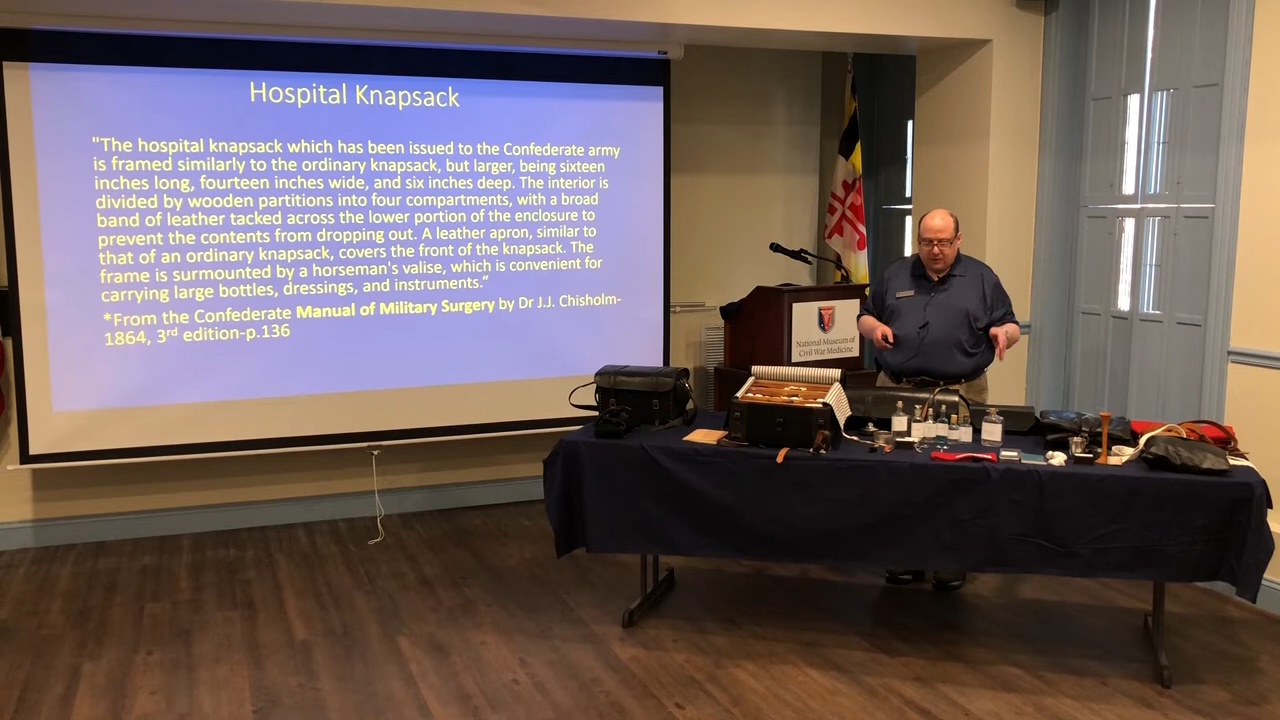 Hospital Knapsack
"The hospital knapsack which has been issued to the Confederate army
is framed similarly to the ordinary knapsack, but larger, being sixteen
inches long, fourteen inches wide, and six inches deep. The interior is
divided by wooden partitions into four compartments, with a broad
band of leather tacked across the lower portion of the enclosure to
prevent the contents from dropping out. A leather apron, similar to
that of an ordinary knapsack, covers the front of the knapsack. The
frame is surmounted by a horseman's valise, which is convenient for
carrying large bottles, dressings, and instruments.“
*From the Confederate Manual of Military Surgery by Dr J.J. Chisholm-
1864, 3rd edition-p.136
National Museum of
Civil War Medicine